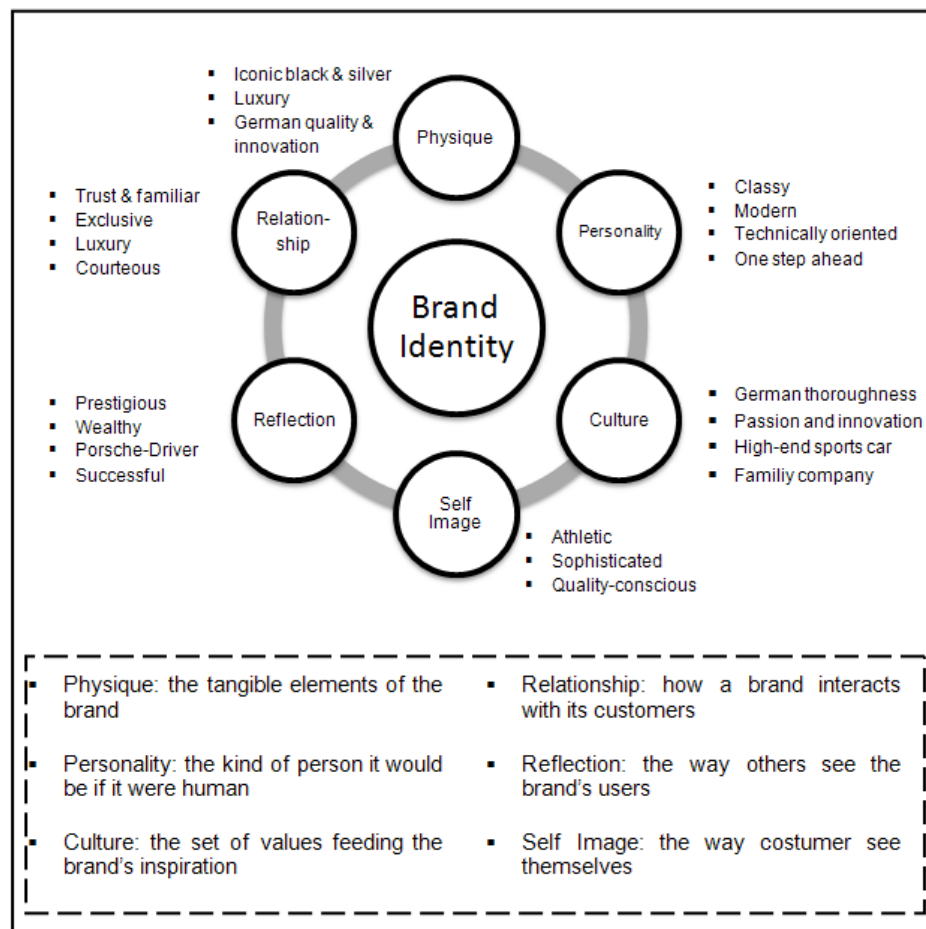 Iconic black & silver
Luxury
German quality &
innovation
Physique
Trust & familiar
Exclusive
Luxury
Courteous
Relation-
ship
Personality
Classy
Modern
Technically oriented
One step ahead
Brand
Identity
Prestigious
Wealthy
Porsche-Driver
Successful
Reflection
Culture
German thoroughness
Passion and innovation
High-end sports car
Familiy company
Self
Image
Athletic
Sophisticated
Quality-conscious
Physique: the tangible elements of the
brand
Personality: the kind of person it would
be if it were human
Culture: the set of values feeding the
brand's inspiration
Relationship: how a brand interacts
with its customers
Reflection: the way others see the
brand's users
Self Image: the way costumer see
themselves